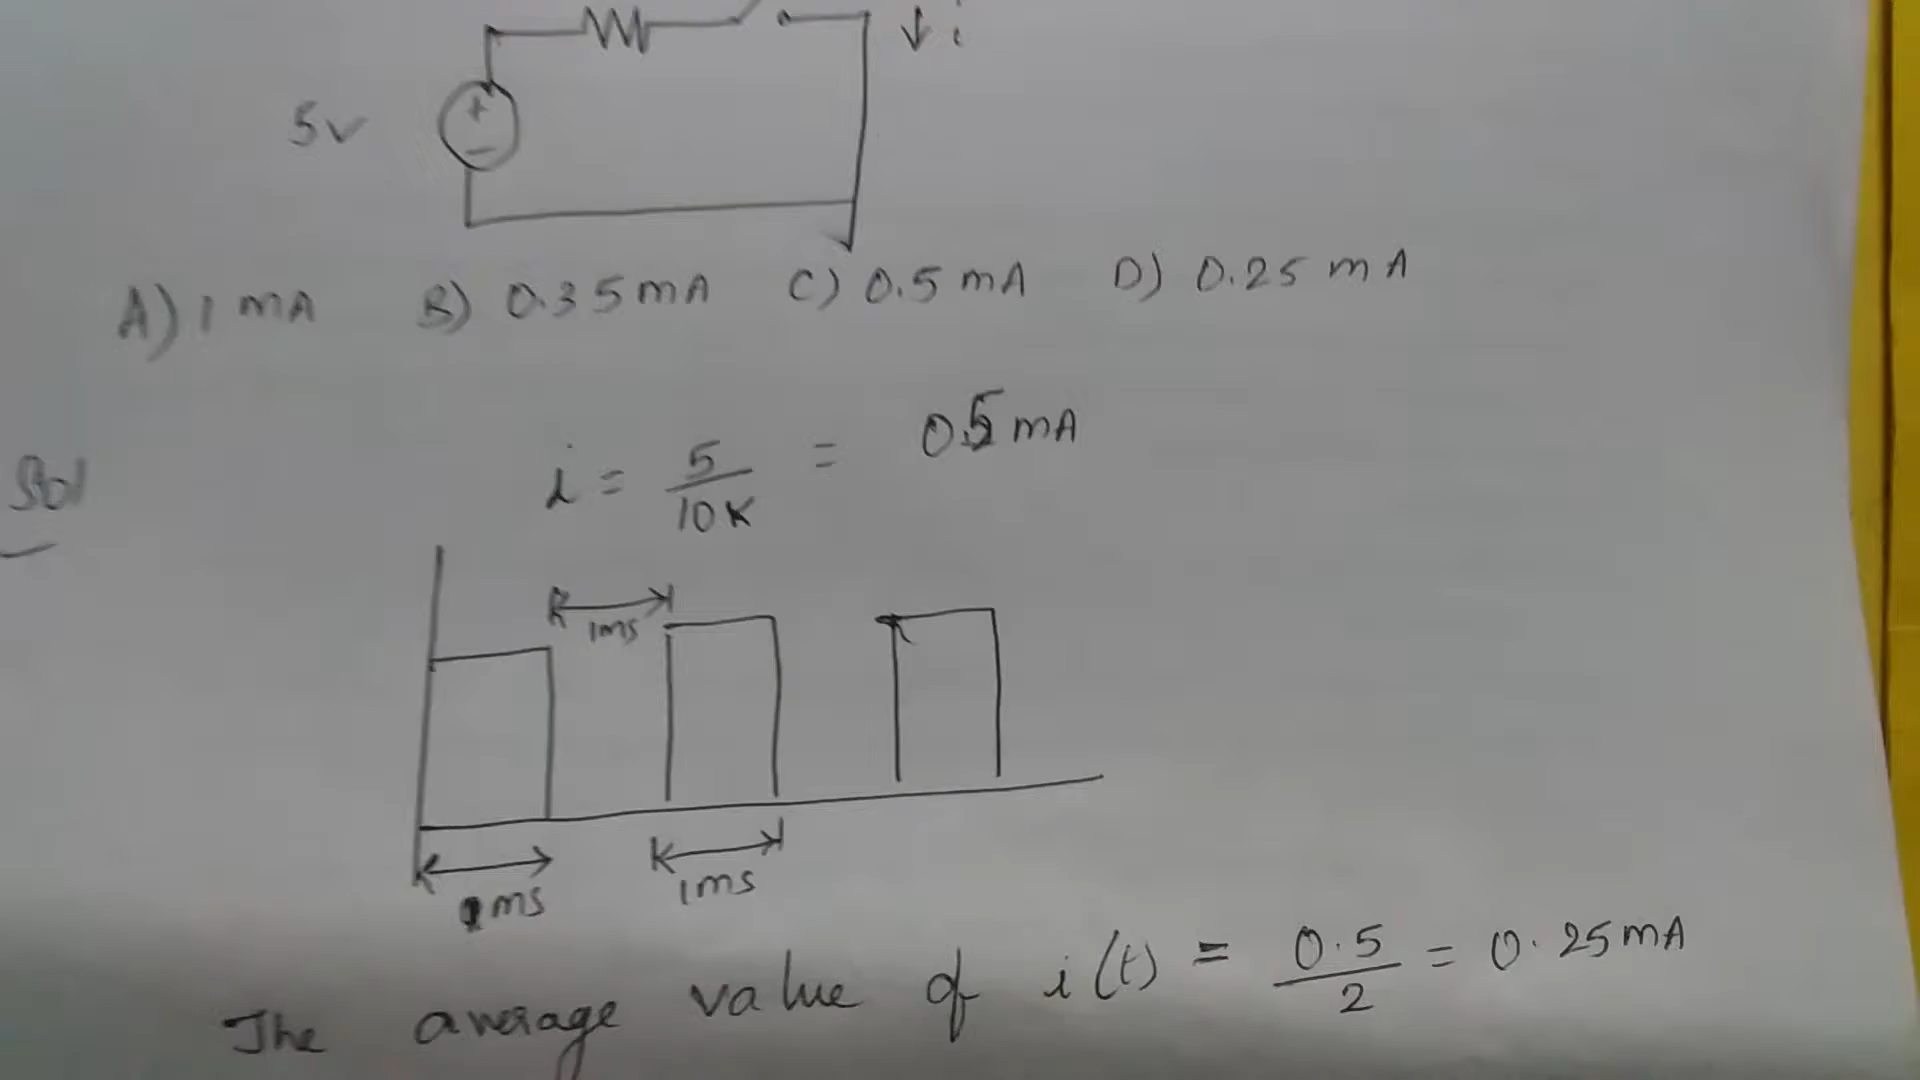 ↓ i
5V
+
−
A) 1 mA B) 0.35 mA C) 0.5 mA D) 0.25 mA
Sol
i = 5/10K = 0.5 mA
1ms
1ms
1ms
The average value of i(t) = 0.5/2 = 0.25 mA